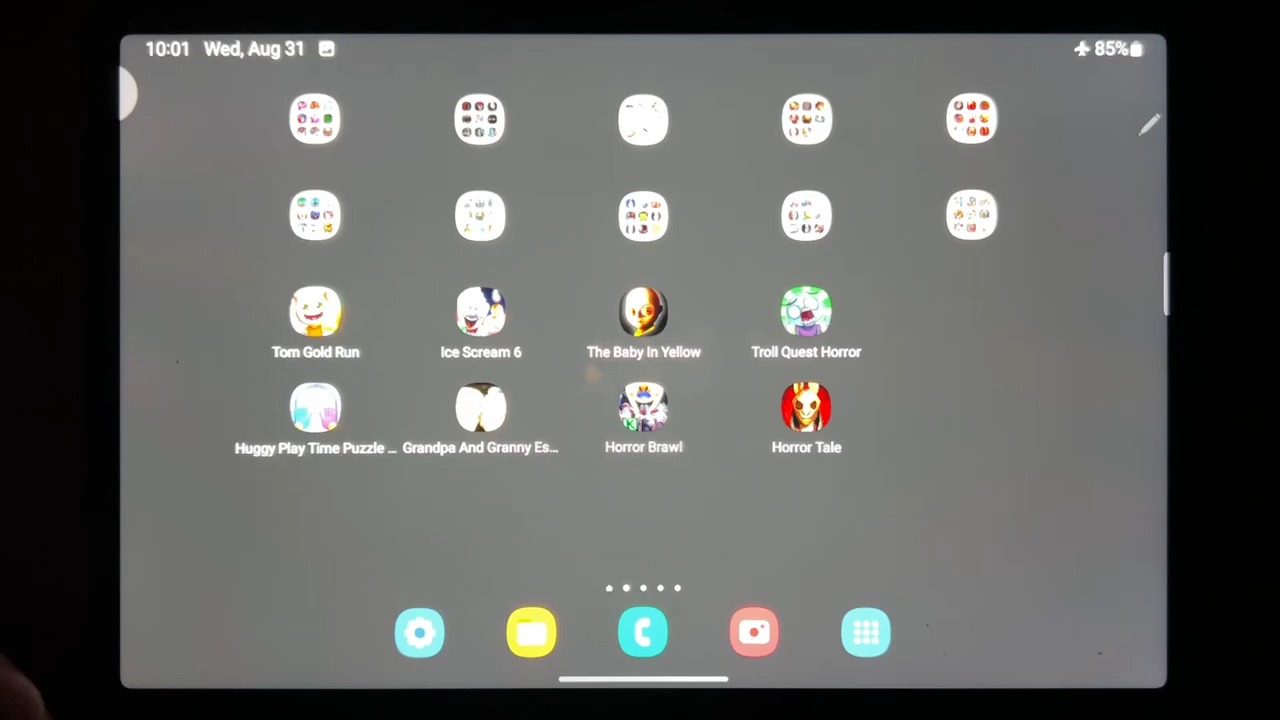 10:01 Wed, Aug 31 85%
Tom Gold Run Ice Scream 6 The Baby In Yellow Troll Quest Horror
Huggy Play Time Puzzle ... Grandpa And Granny Es... Horror Brawl Horror Tale